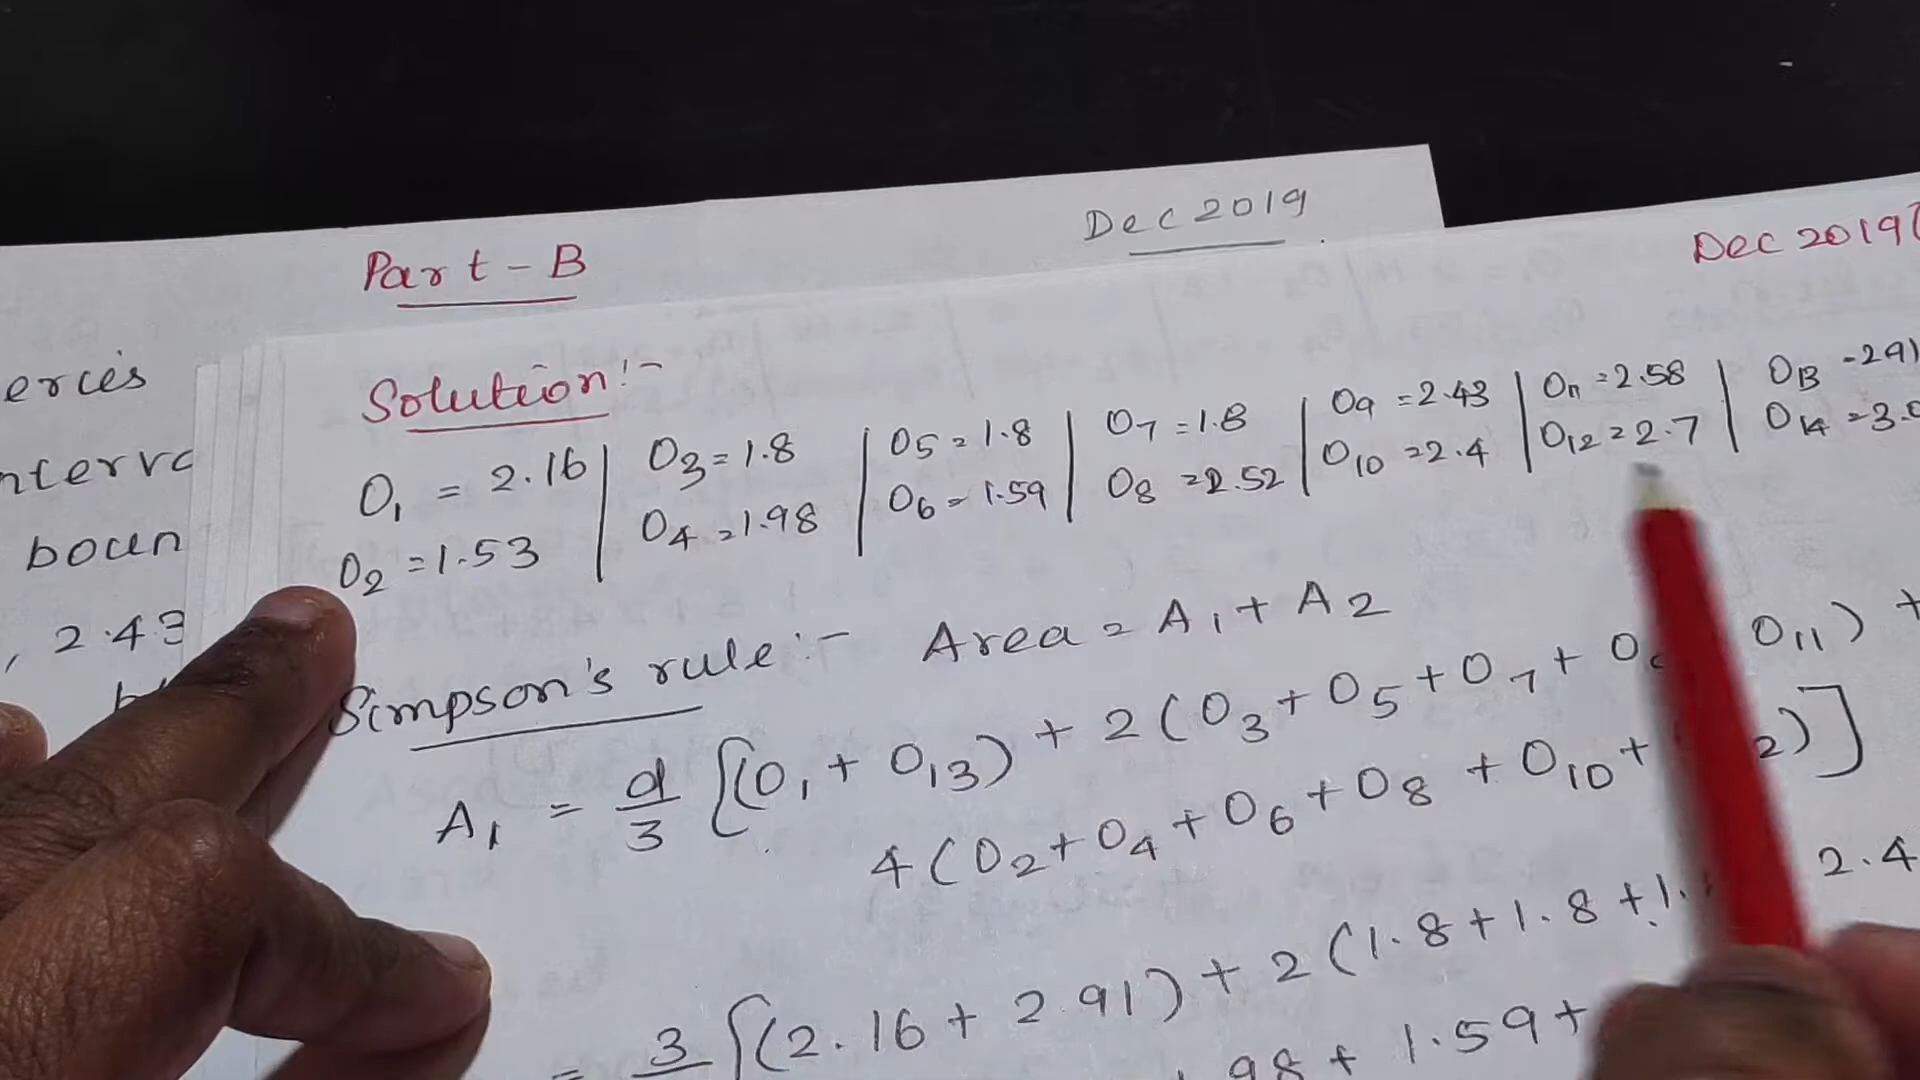 Dec 2019
Part - B
Dec 2019
Solution:-
O1 = 2.16 | O3 = 1.8 | O5 = 1.8 | O7 = 1.8 | O9 = 2.43 | O11 = 2.58 | O13 - 291
O2 = 1.53 | O4 = 1.98 | O6 = 1.59 | O8 = 2.52 | O10 = 2.4 | O12 = 2.7 | O14 = 3.
boun
, 2.43
Simpson's rule:- Area = A1 + A2
A1 = d/3 [(O1 + O13) + 2(O3 + O5 + O7 + O11) +
4(O2 + O4 + O6 + O8 + O10 + 2)]
= 3 [(2.16 + 2.91) + 2(1.8 + 1.8 + 1. 2.4
98 + 1.59 +